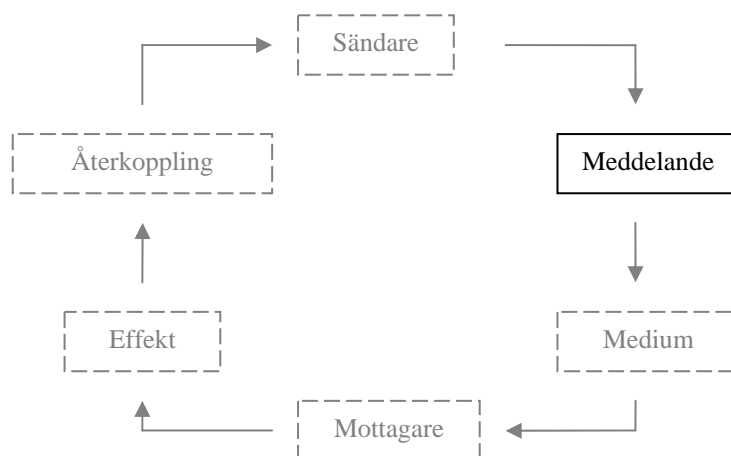 Sändare
Återkoppling
Meddelande
Effekt
Medium
Mottagare